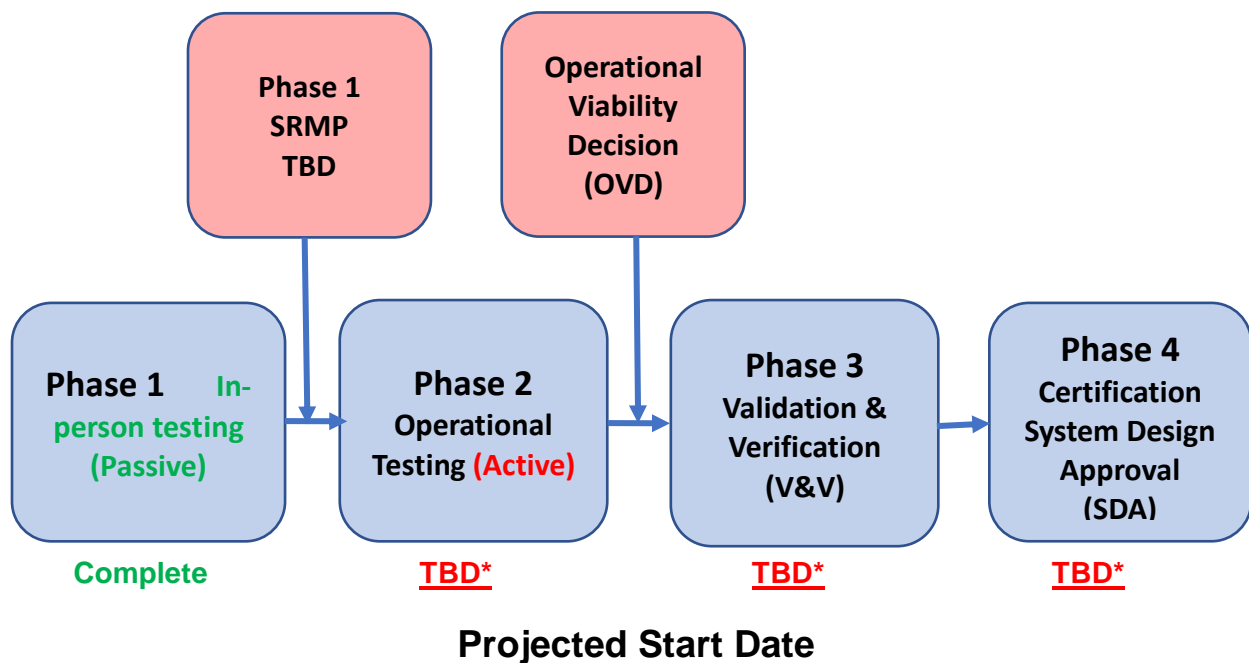 Phase 1
SRMP
TBD
Operational
Viability
Decision
(OVD)
Phase 1 In-
person testing
(Passive)
Phase 2
Operational
Testing (Active)
Phase 3
Validation &
Verification
(V&V)
Phase 4
Certification
System Design
Approval
(SDA)
Complete
TBD*
TBD*
TBD*
Projected Start Date